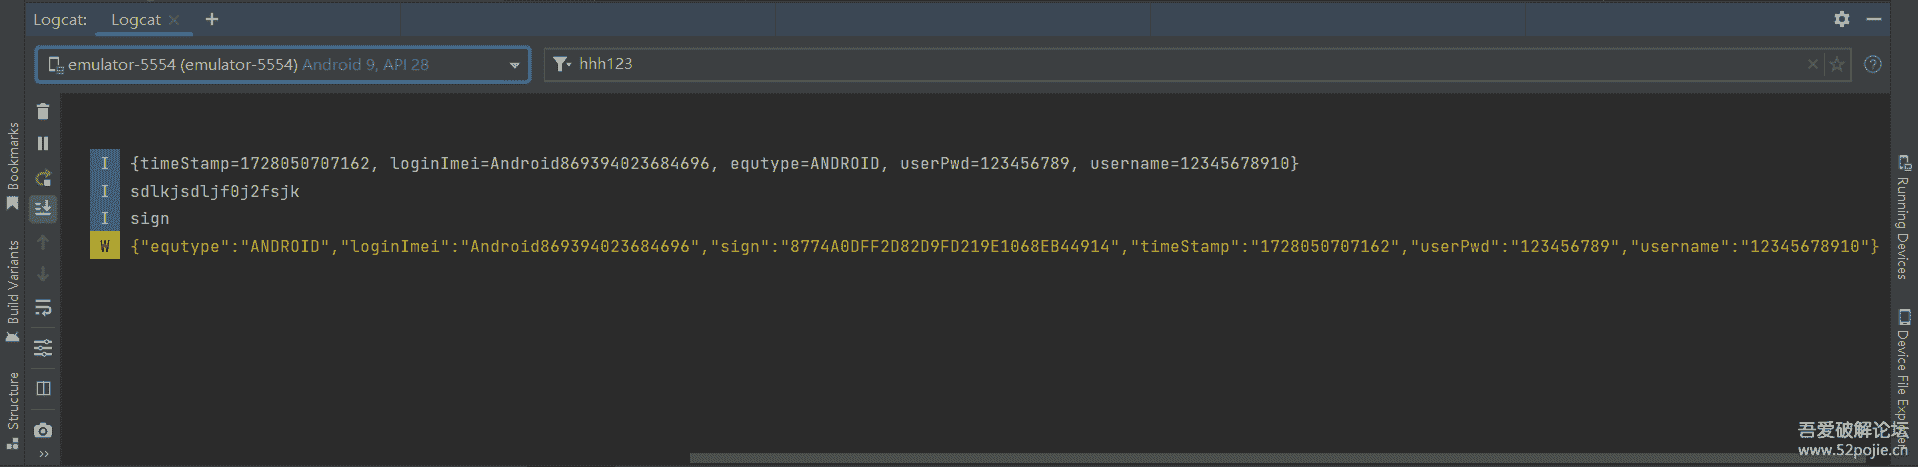 Logcat: Logcat
emulator-5554 (emulator-5554) Android 9, API 28
hhh123
I {timeStamp=1728050707162, loginImei=Android869394023684696, equtype=ANDROID, userPwd=123456789, username=12345678910}
I sdlkjsdljf0j2fsjk
I sign
W {"equtype":"ANDROID","loginImei":"Android869394023684696","sign":"8774A0DFF2D82D9FD219E1068EB44914","timeStamp":"1728050707162","userPwd":"123456789","username":"12345678910"}
Bookmarks
Build Variants
Structure
Running Devices
Device File
吾爱破解论坛
www.52pojie.cn